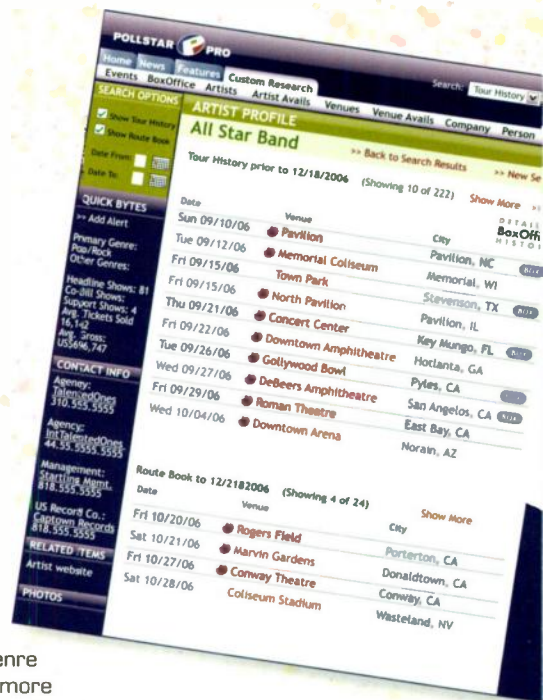 POLLSTAR PRO
Home News Features Custom Research
Search: Tour History
Events BoxOffice Artists Artist Avails Venues Venue Avails Company Person
SEARCH OPTIONS
Show Tour History
Show Route Book
Date From:
Date To:
QUICK BYTES
>> Add Alert
Primary Genre:
Pop/Rock
Other Genres:
Headline Shows: 81
Co-Bill Shows:
Support Shows: 4
Avg. Tickets Sold
Avg. Gross:
US$696,747
CONTACT INFO
Agency:
TalentedOnes
310.555.5555
Agency:
IntTalentedOnes
44.55.5555.5555
Management:
Startling Mgmt.
818.555.5555
US Record Co.:
Captown Records
818.555.5555
RELATED ITEMS
Artist website
PHOTOS
ARTIST PROFILE
All Star Band
>> Back to Search Results >> New Se
Tour History prior to 12/18/2006 (Showing 10 of 222) Show More
DETAIL
BoxOffi
HISTO
Date Venue City
Sun 09/10/06 Pavilion Pavilion, NC
Tue 09/12/06 Memorial Coliseum Memorial, WI
Fri 09/15/06 Town Park Stevenson, TX
Fri 09/15/06 North Pavilion Pavilion, IL
Thu 09/21/06 Concert Center Key Mungo, FL
Fri 09/22/06 Downtown Amphitheatre Hotlanta, GA
Tue 09/26/06 Gollywood Bowl Pyles, CA
Wed 09/27/06 DeBeers Amphitheatre San Angelos, CA
Fri 09/29/06 Roman Theatre East Bay, CA
Wed 10/04/06 Downtown Arena Norain, AZ
Route Book to 12/2182006 (Showing 4 of 24) Show More
Date Venue City
Fri 10/20/06 Rogers Field Porterton, CA
Sat 10/21/06 Marvin Gardens Donaldtown, CA
Fri 10/27/06 Conway Theatre Conway, CA
Sat 10/28/06 Coliseum Stadium Wasteland, NV
enre
more